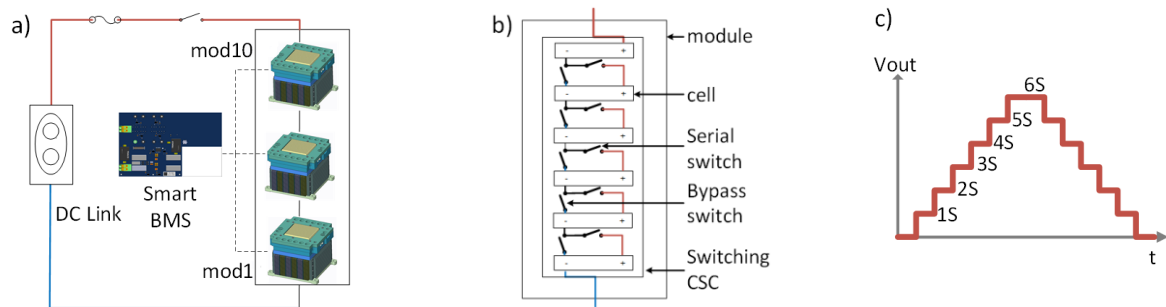 a)
mod10
Smart
BMS
DC Link
mod1
b)
- +
- +
- +
- +
- +
- +
module
cell
Serial
switch
Bypass
switch
Switching
CSC
c)
Vout
6S
5S
4S
3S
2S
1S
t